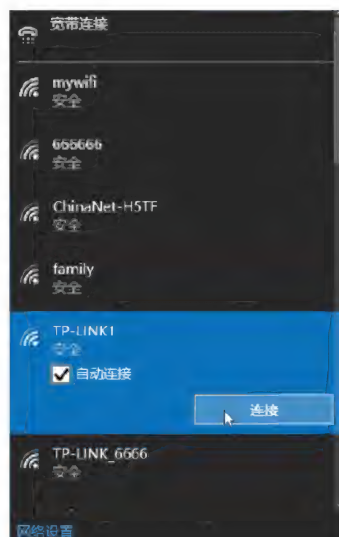 宽带连接
mywifi
安全
666666
安全
ChinaNet-H5TF
安全
family
安全
TP-LINK1
安全
自动连接
连接
TP-LINK_6666
安全
网络设置